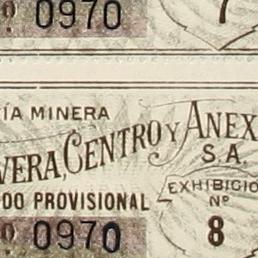 0970
7
ÍA MINERA
VERA, CENTRO Y ANEX
S.A.
DO PROVISIONAL
EXHIBICIO
Nº
8
0970